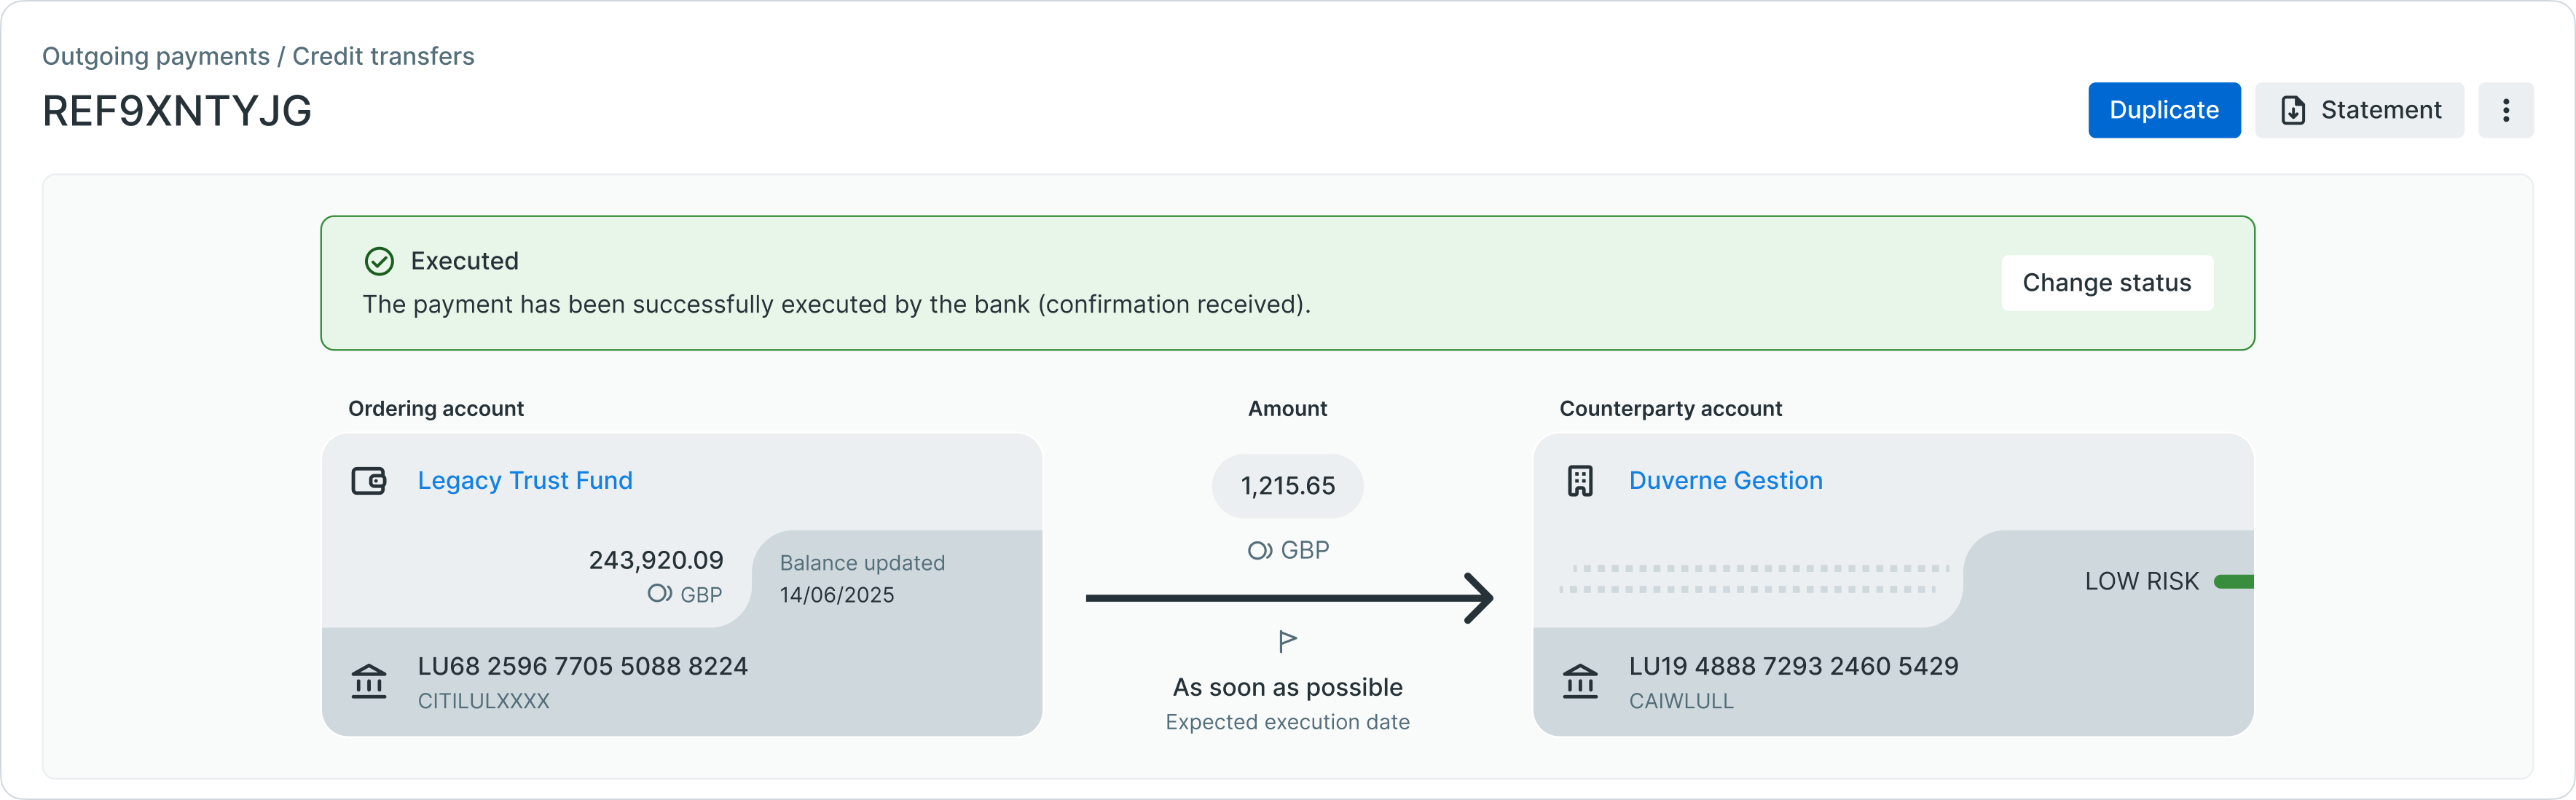 Outgoing payments / Credit transfers
REF9XNTYJG
Duplicate
Statement
Executed
The payment has been successfully executed by the bank (confirmation received).
Change status
Ordering account
Legacy Trust Fund
243,920.09
GBP
Balance updated
14/06/2025
LU68 2596 7705 5088 8224
CITILULXXXX
Amount
1,215.65
GBP
As soon as possible
Expected execution date
Counterparty account
Duverne Gestion
LOW RISK
LU19 4888 7293 2460 5429
CAIWLULL